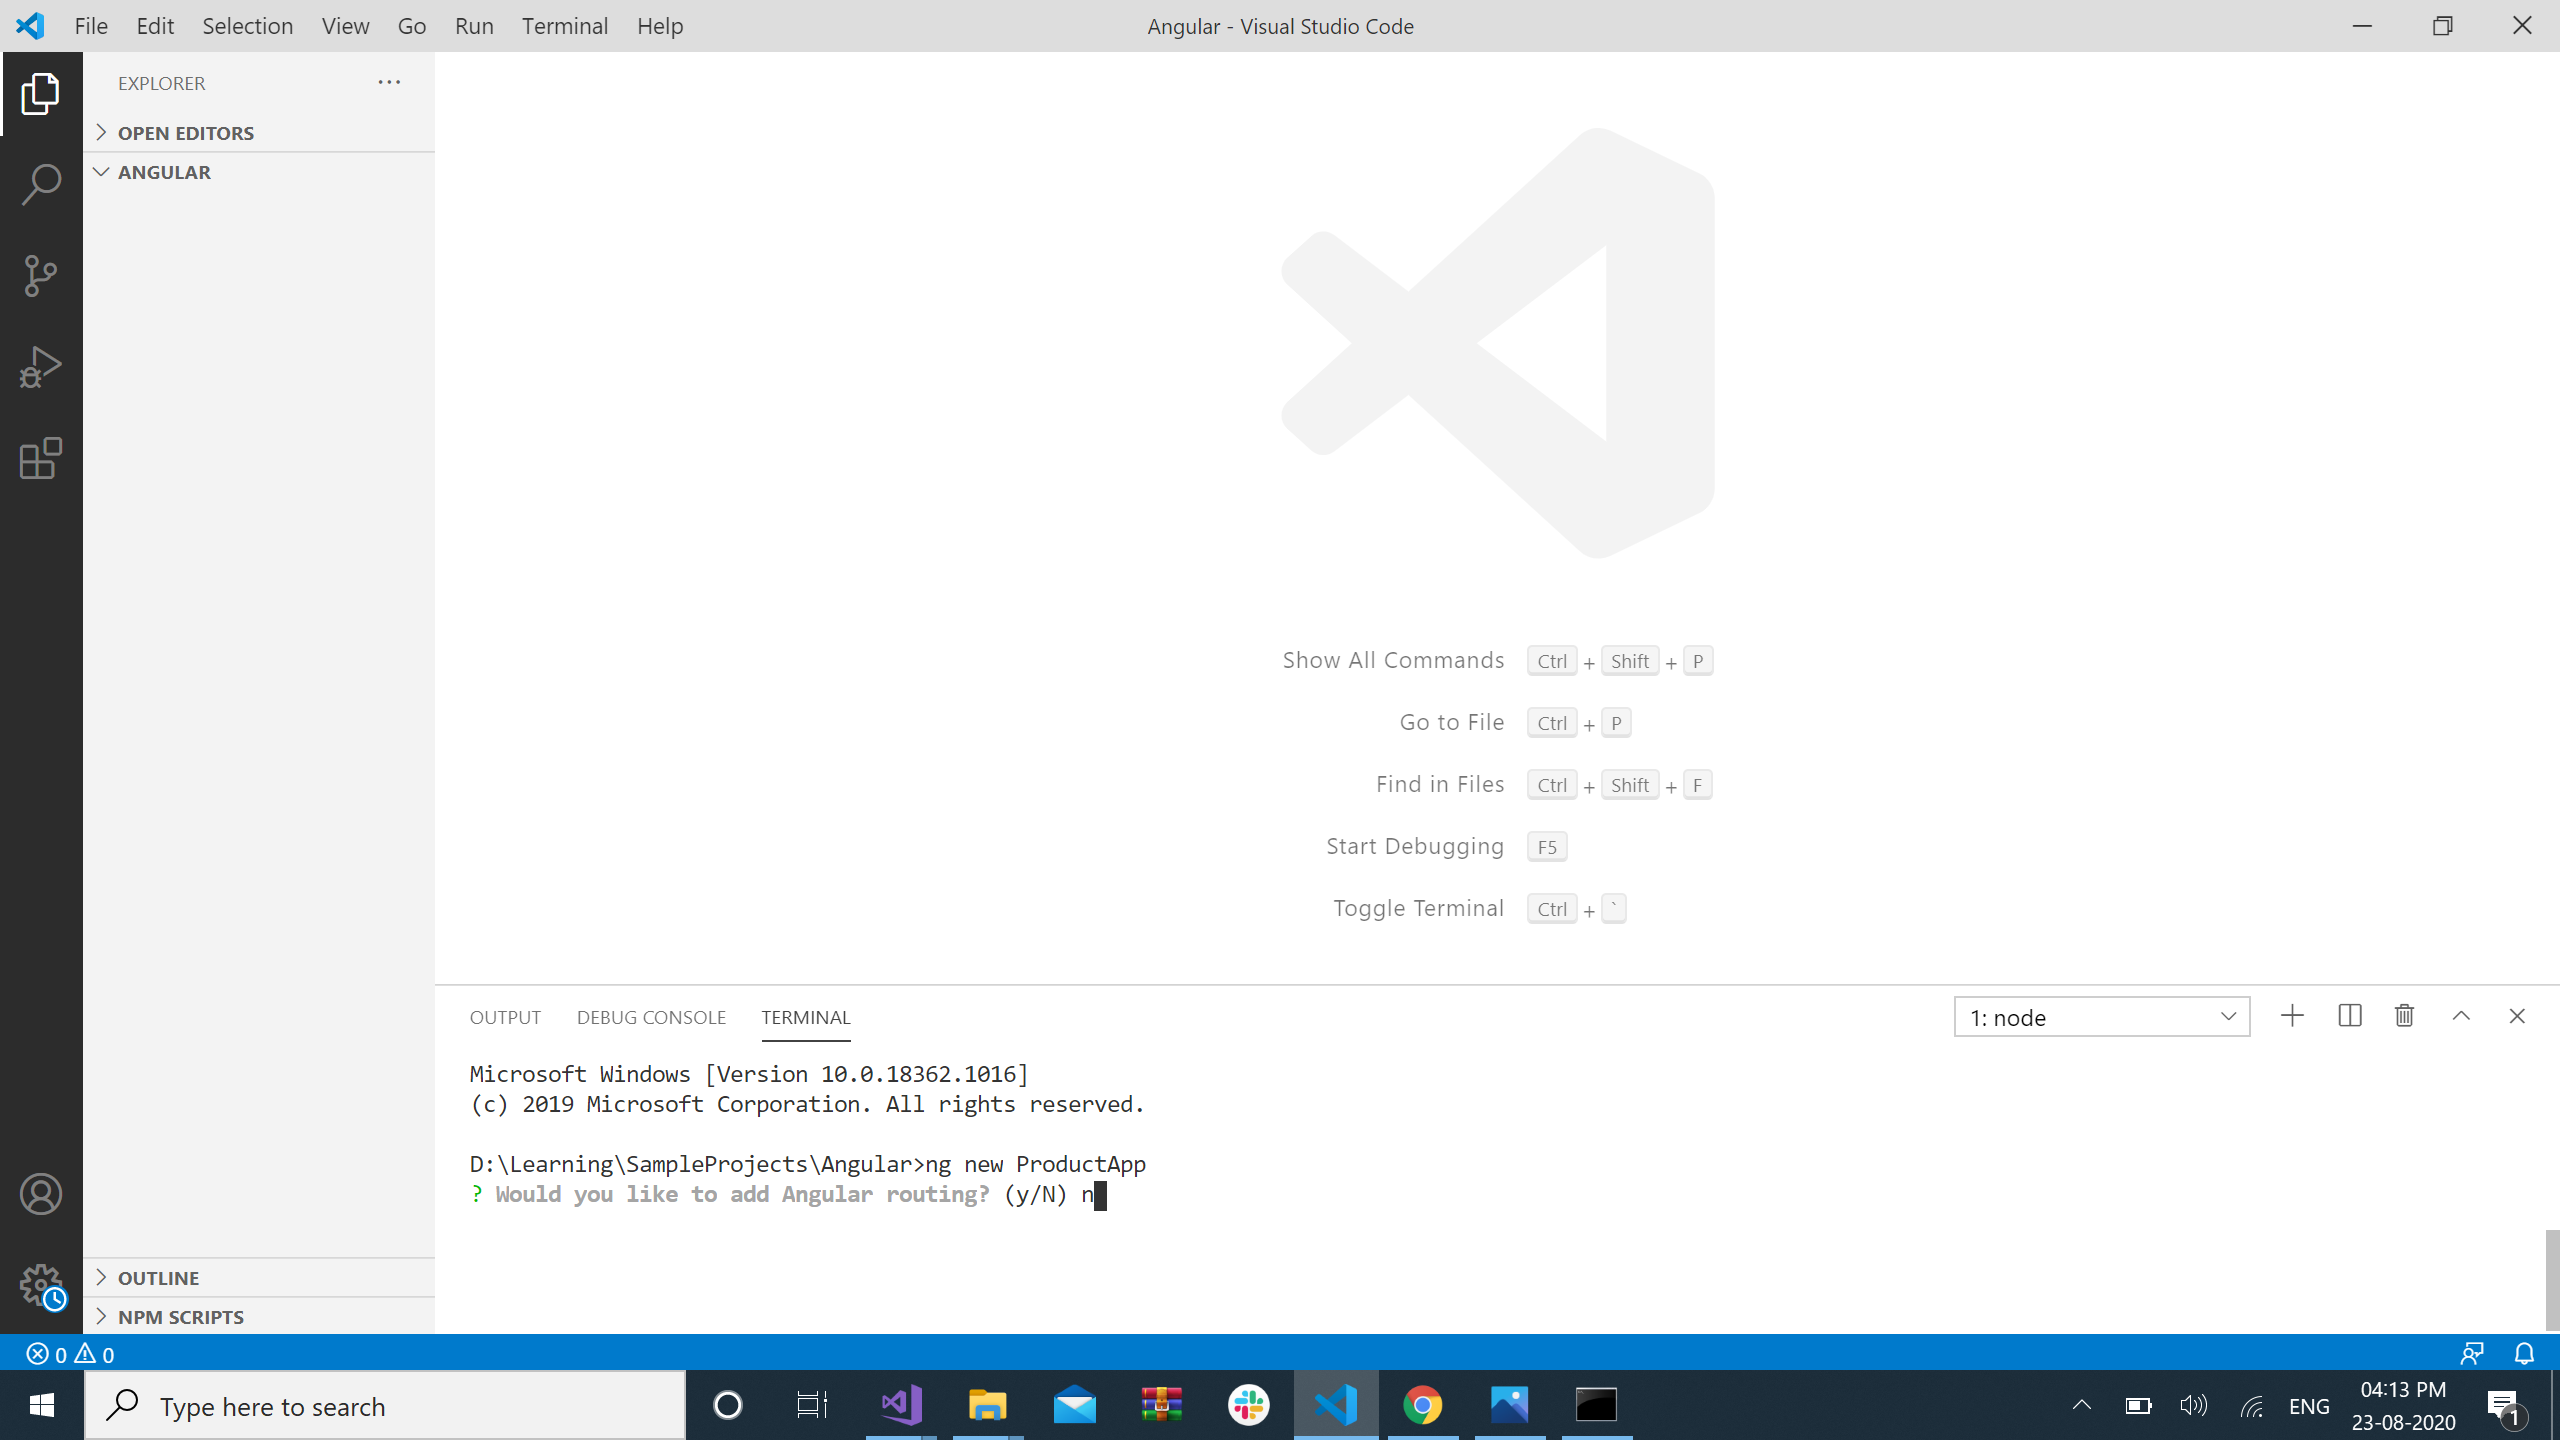 File Edit Selection View Go Run Terminal Help
Angular - Visual Studio Code
EXPLORER
OPEN EDITORS
ANGULAR
Show All Commands Ctrl + Shift + P
Go to File Ctrl + P
Find in Files Ctrl + Shift + F
Start Debugging F5
Toggle Terminal Ctrl + `
OUTPUT DEBUG CONSOLE TERMINAL
1: node
Microsoft Windows [Version 10.0.18362.1016]
(c) 2019 Microsoft Corporation. All rights reserved.
D:\Learning\SampleProjects\Angular>ng new ProductApp
? Would you like to add Angular routing? (y/N) n
OUTLINE
NPM SCRIPTS
0 0
Type here to search
ENG
04:13 PM
23-08-2020
1